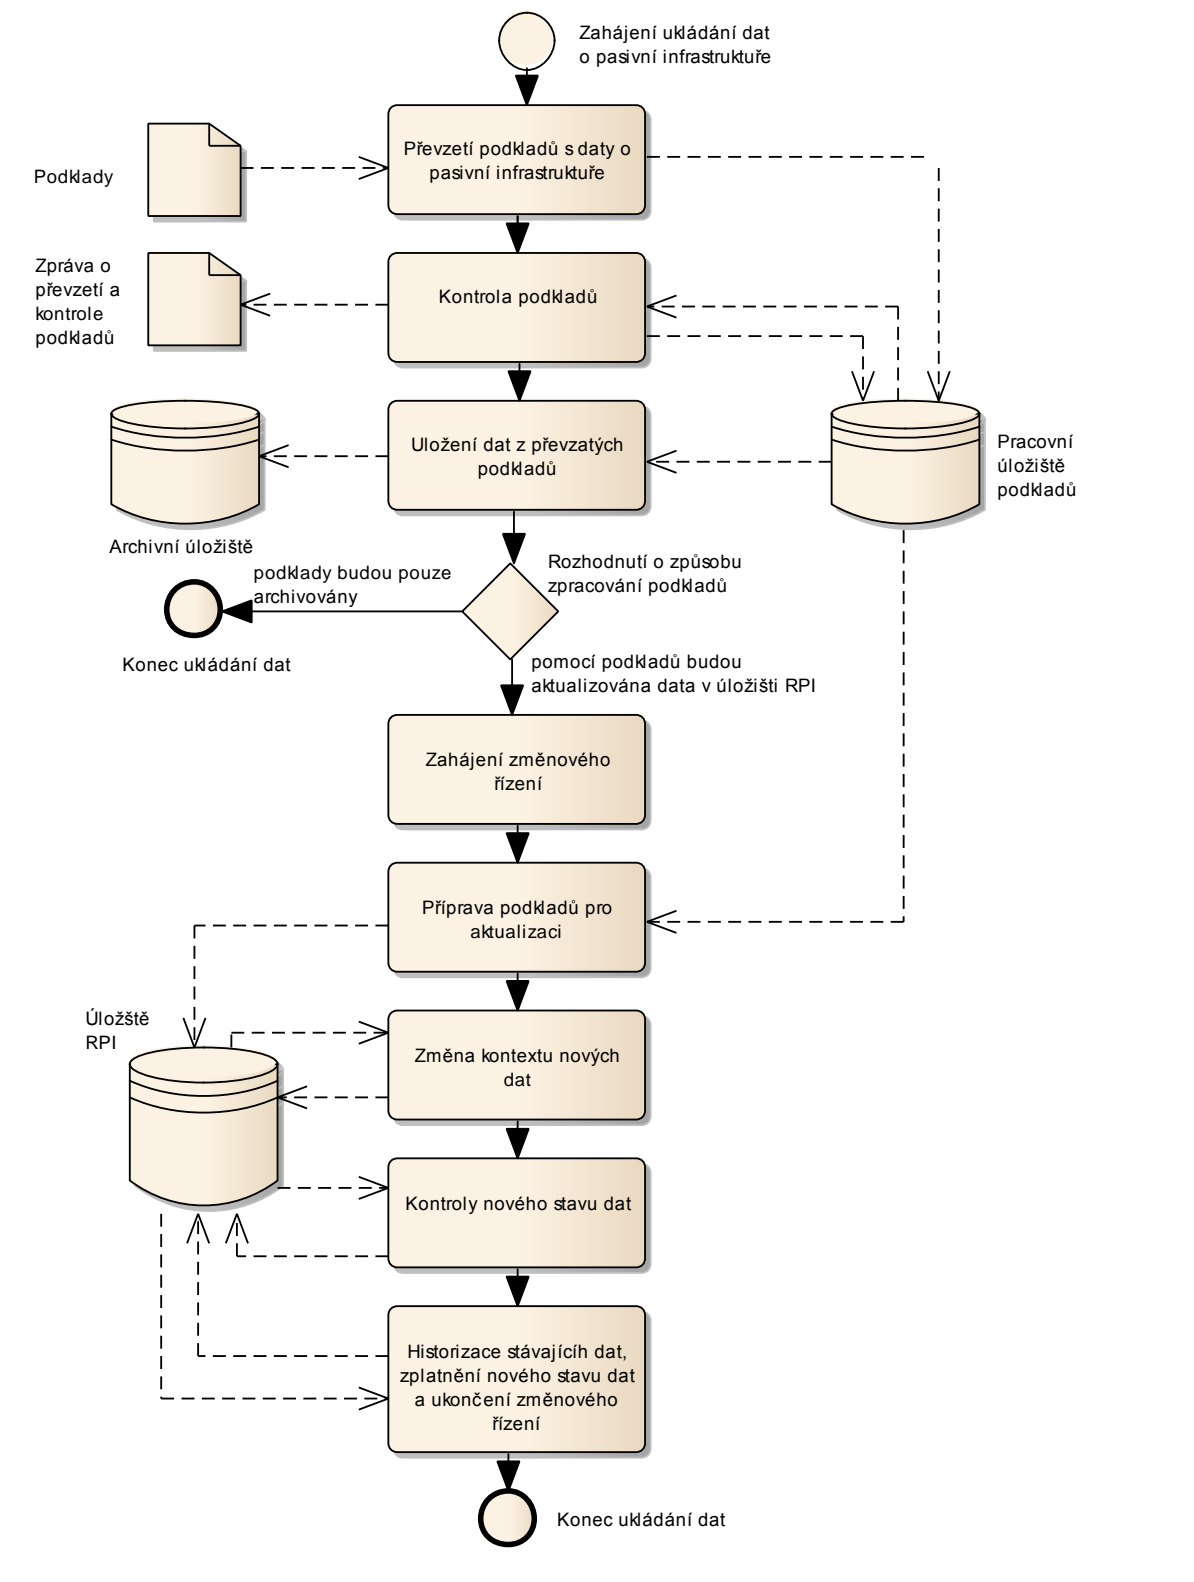 Zahájení ukládání dat
o pasivní infrastruktuře
Převzetí podkladů s daty o
pasivní infrastruktuře
Podklady
Zpráva o
převzetí a
kontrole
podkladů
Kontrola podkladů
Uložení dat z převzatých
podkladů
Pracovní
úložiště
podkladů
Archivní úložiště
Rozhodnutí o způsobu
zpracování podkladů
podklady budou pouze
archivovány
Konec ukládání dat
pomocí podkladů budou
aktualizována data v úložišti RPI
Zahájení změnového
řízení
Příprava podkladů pro
aktualizaci
Úložště
RPI
Změna kontextu nových
dat
Kontroly nového stavu dat
Historizace stávajícíh dat,
zplatnění nového stavu dat
a ukončení změnového
řízení
Konec ukládání dat